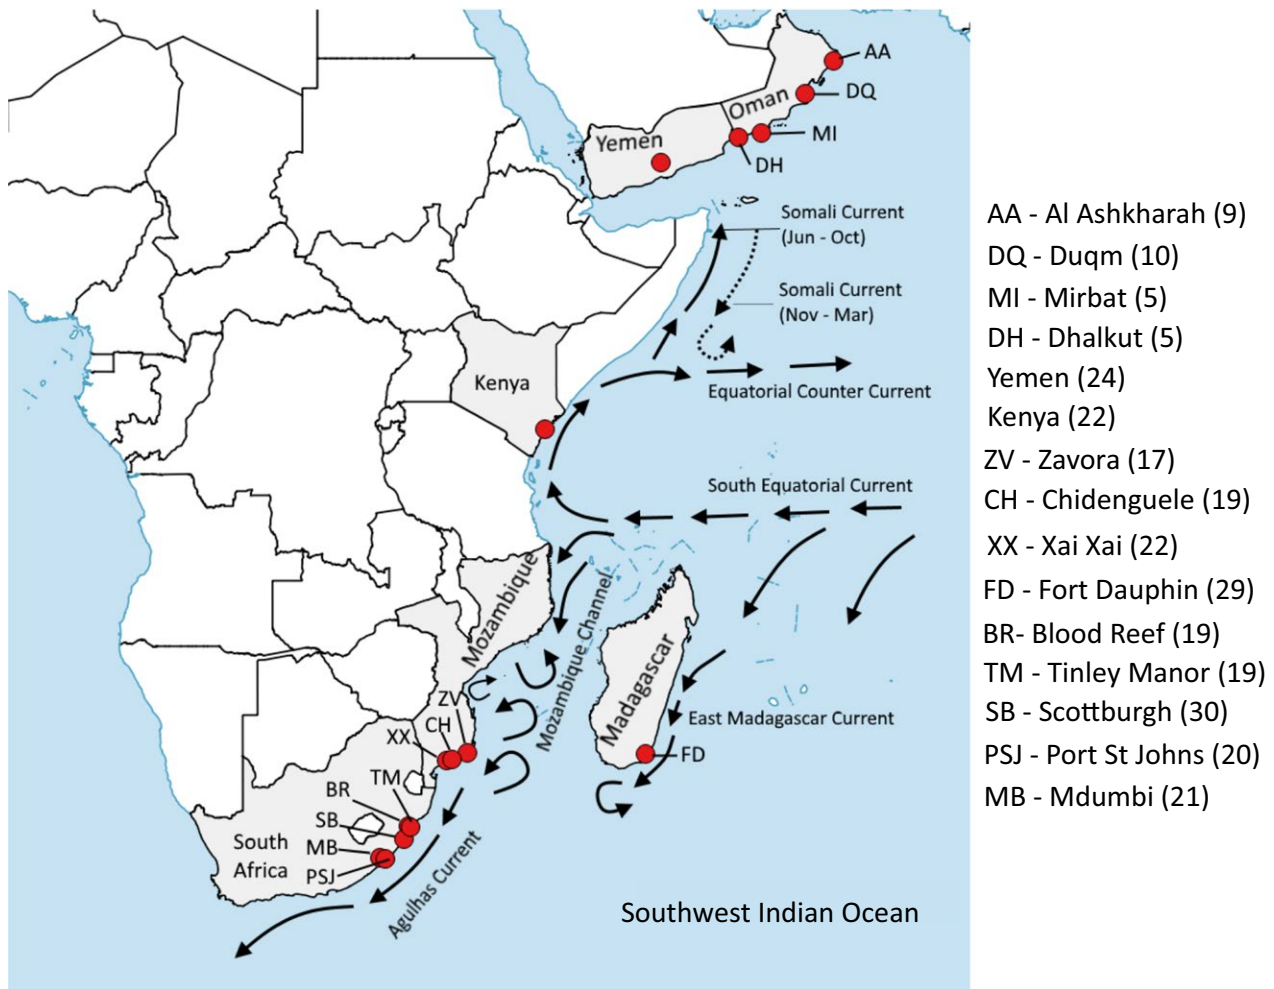 AA
DQ
Oman
MI
Yemen
DH
Somali Current
(Jun - Oct)
Somali Current
(Nov - Mar)
Kenya
Equatorial Counter Current
South Equatorial Current
Mozambique
Mozambique Channel
Madagascar
ZV
CH
XX
East Madagascar Current
FD
TM
BR
SB
South
Africa
MB
PSJ
Agulhas Current
Southwest Indian Ocean
AA - Al Ashkharah (9)
DQ - Duqm (10)
MI - Mirbat (5)
DH - Dhalkut (5)
Yemen (24)
Kenya (22)
ZV - Zavora (17)
CH - Chidenguele (19)
XX - Xai Xai (22)
FD - Fort Dauphin (29)
BR- Blood Reef (19)
TM - Tinley Manor (19)
SB - Scottburgh (30)
PSJ - Port St Johns (20)
MB - Mdumbi (21)